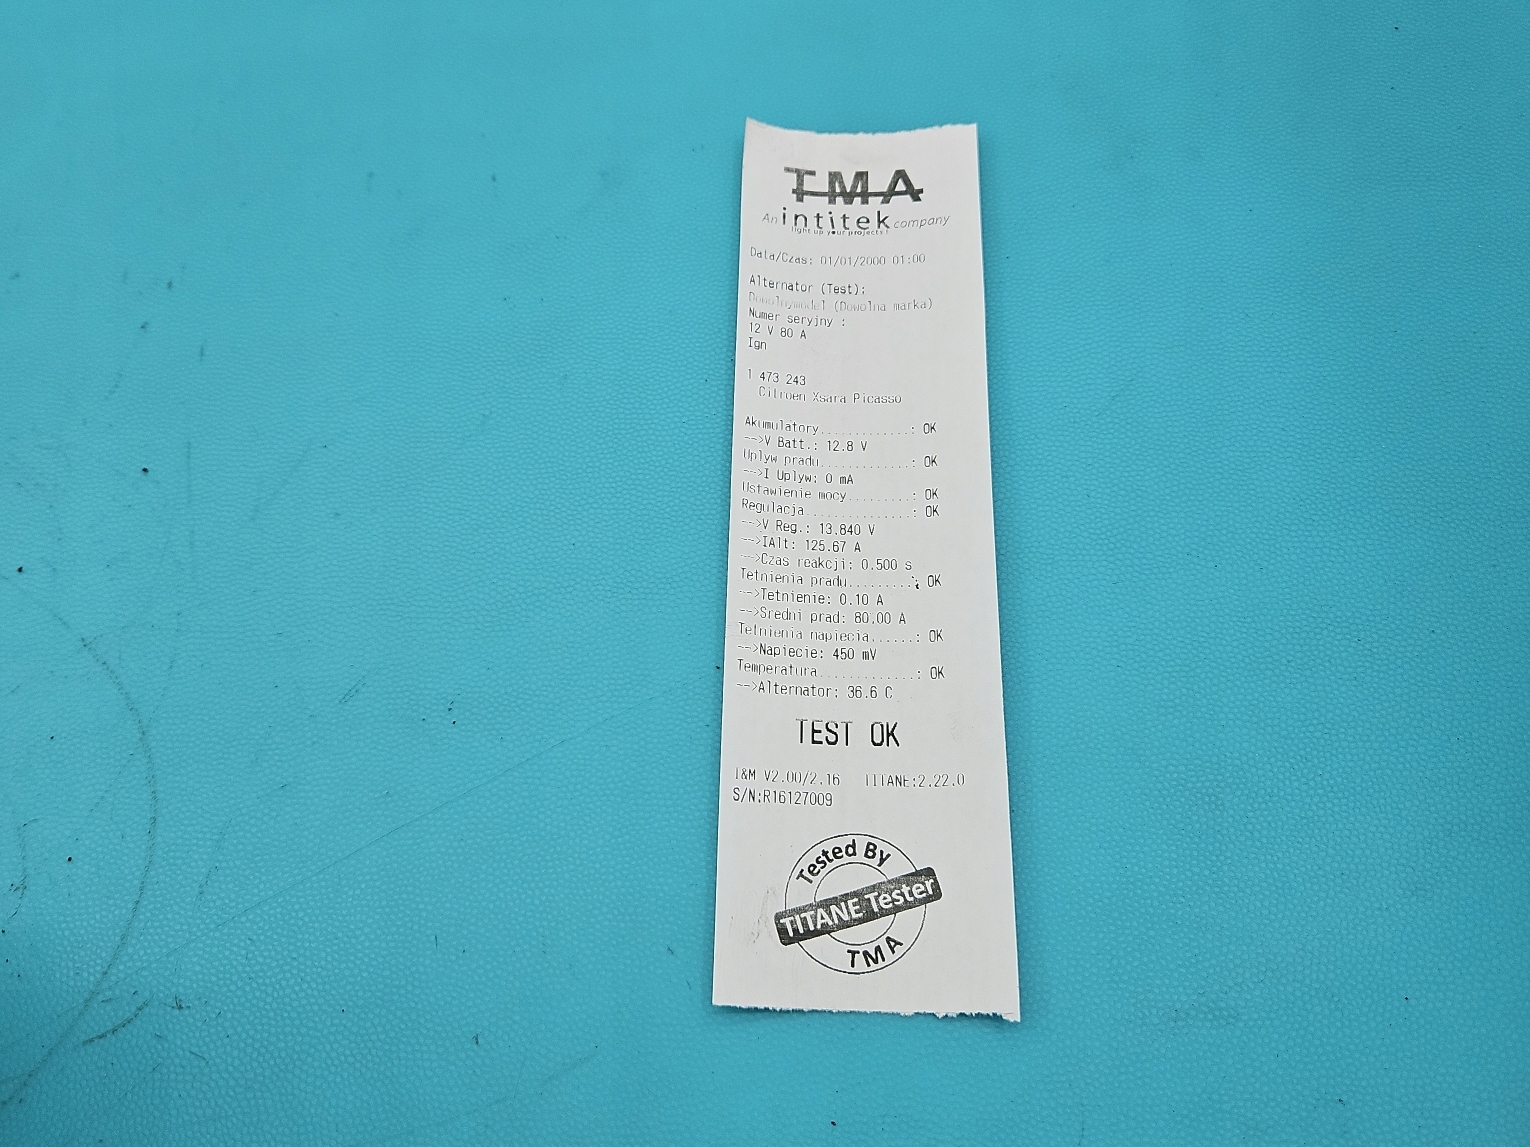 TMA
An intitek company
light up your projects!
Data/Czas: 01/01/2000 01:00
Alternator (Test):
Dowolnymodel (Dowolna marka)
Numer seryjny :
12 V 80 A
Ign
1 473 243
Citroen Xsara Picasso
Akumulatory.............: OK
-->V Batt.: 12.8 V
Uplyw pradu.............: OK
-->I Uplyw: 0 mA
Ustawienie mocy.........: OK
Regulacja...............: OK
-->V Reg.: 13.840 V
-->IAlt: 125.67 A
-->Czas reakcji: 0.500 s
Tetnienia pradu.........: OK
-->Tetnienie: 0.10 A
-->Sredni prad: 80.00 A
Tetnienia napiecia......: OK
-->Napiecie: 450 mV
Temperatura.............: OK
-->Alternator: 36.6 C
TEST OK
I&M V2.00/2.16 TITANE:2.22.0
S/N:R16127009
Tested By
TITANE Tester
TMA